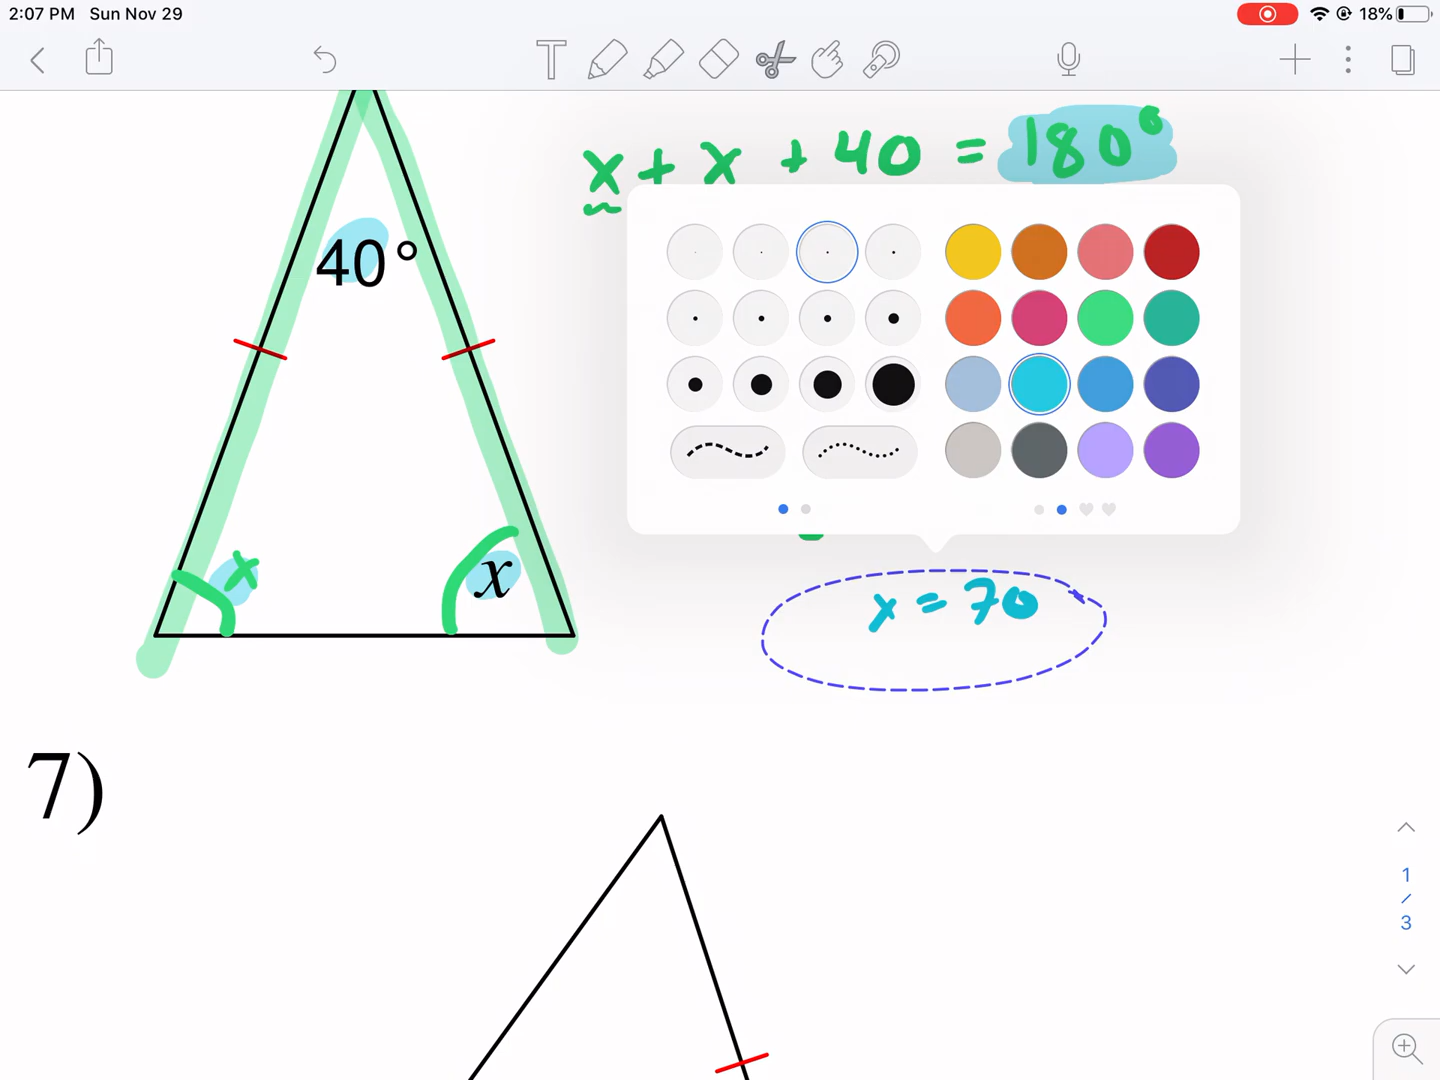 2:07 PM Sun Nov 29
18%
x + x + 40 = 180°
40°
x
x
x = 70
7)
1
/
3